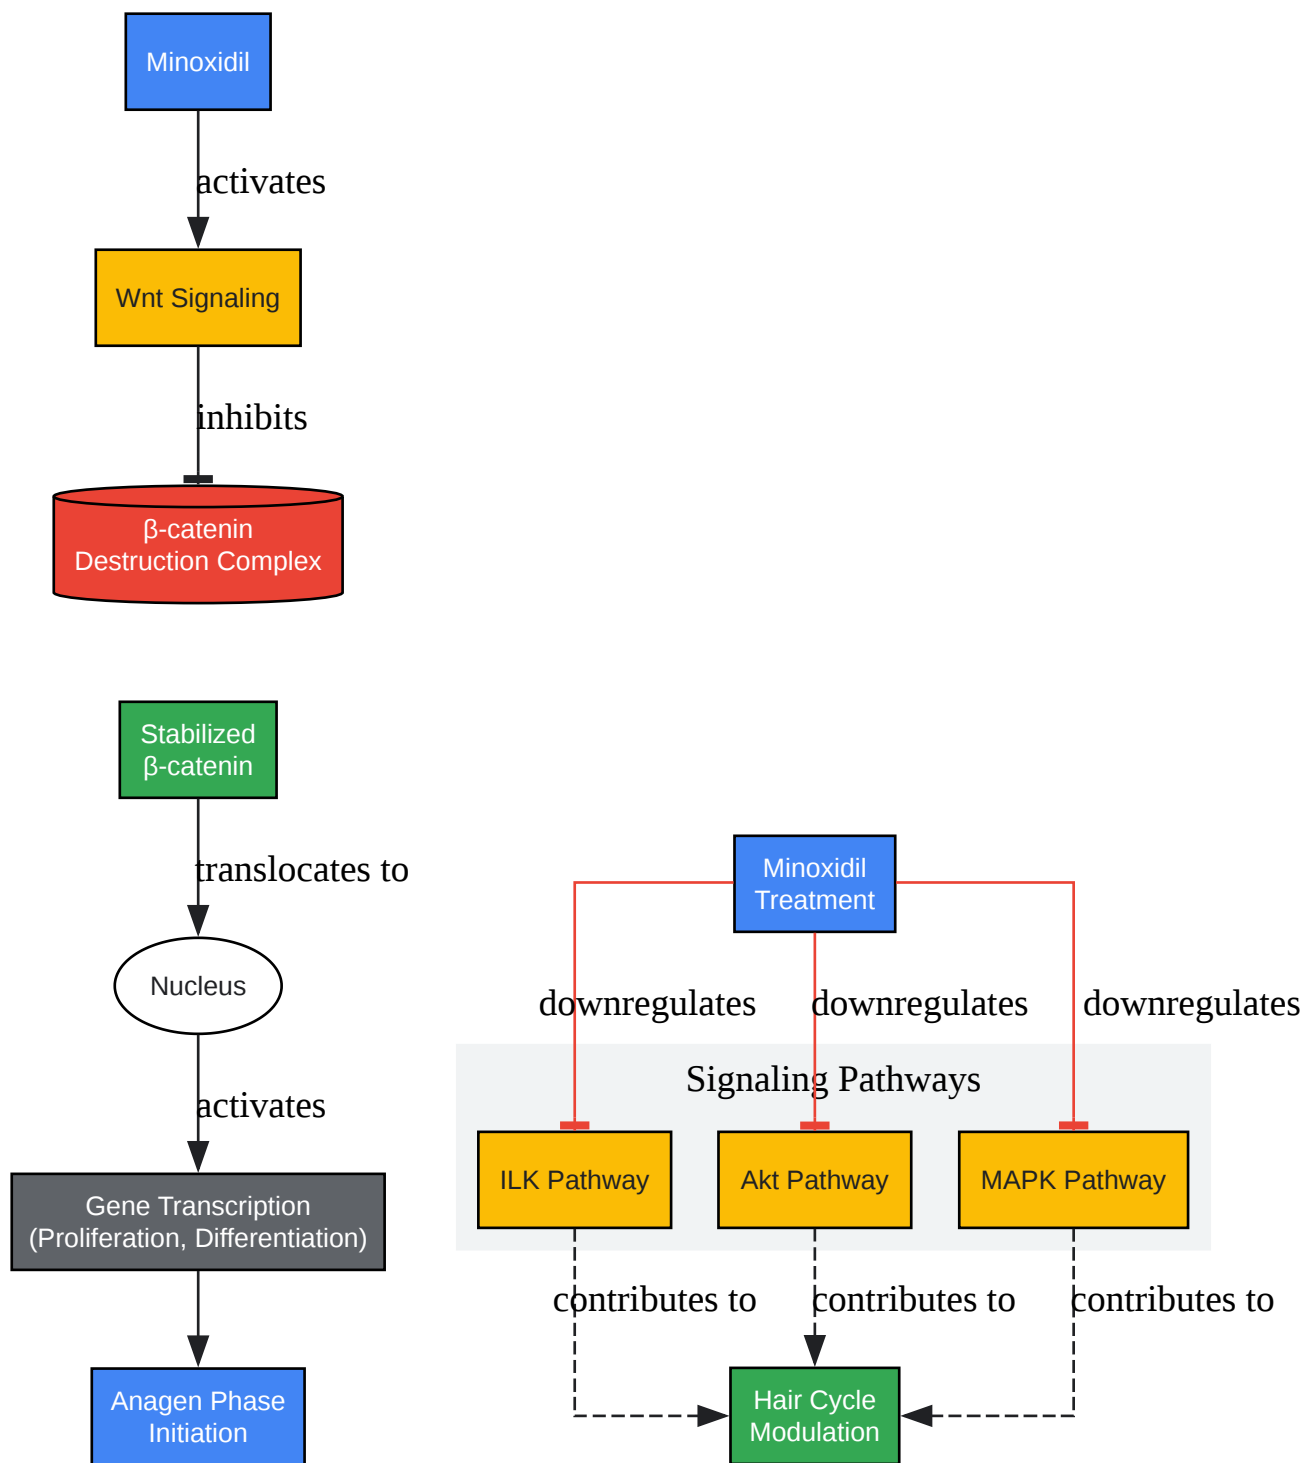 Minoxidil
activates
Wnt Signaling
inhibits
β-catenin
Destruction Complex
Stabilized
β-catenin
translocates to
Nucleus
activates
Gene Transcription
(Proliferation, Differentiation)
Anagen Phase
Initiation
Minoxidil
Treatment
downregulates
downregulates
downregulates
Signaling Pathways
ILK Pathway
Akt Pathway
MAPK Pathway
contributes to
contributes to
contributes to
Hair Cycle
Modulation